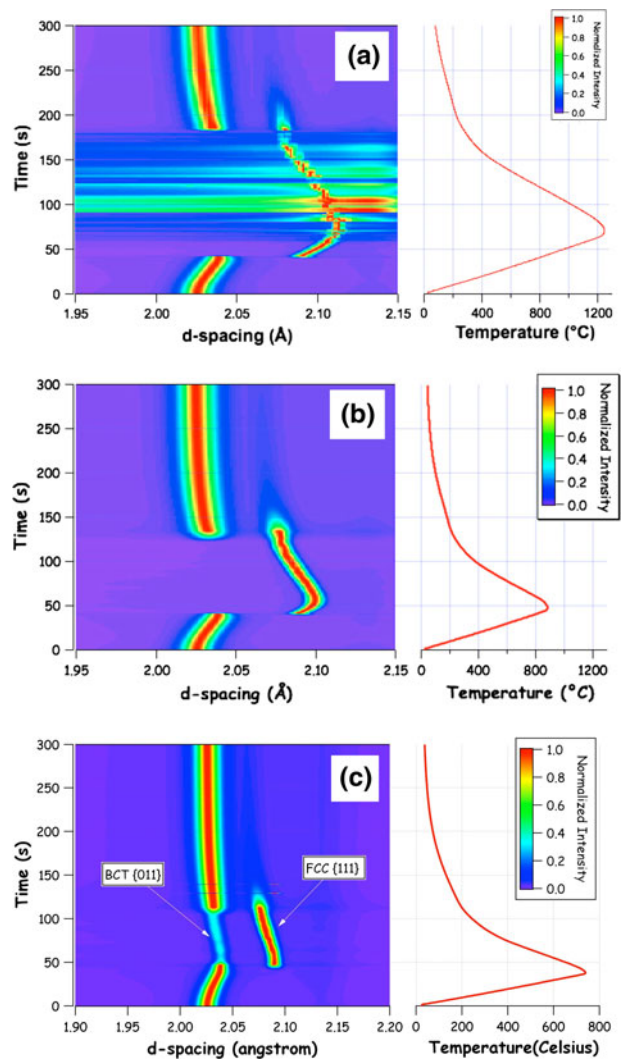 (a)
300
250
200
150
100
50
0
Time (s)
1.95 2.00 2.05 2.10 2.15
d-spacing (Å)
0 400 800 1200
Temperature (°C)
1.0
0.8
0.6
0.4
0.2
0.0
Normalized Intensity
(b)
300
250
200
150
100
50
0
Time (s)
1.95 2.00 2.05 2.10 2.15
d-spacing (Å)
0 400 800 1200
Temperature (°C)
1.0
0.8
0.6
0.4
0.2
0.0
Normalized Intensity
(c)
300
250
200
150
100
50
0
Time (s)
BCT {011}
FCC {111}
1.90 1.95 2.00 2.05 2.10 2.15 2.20
d-spacing (angstrom)
0 200 400 600 800
Temperature(Celsius)
1.0
0.8
0.6
0.4
0.2
0.0
Normalized Intensity